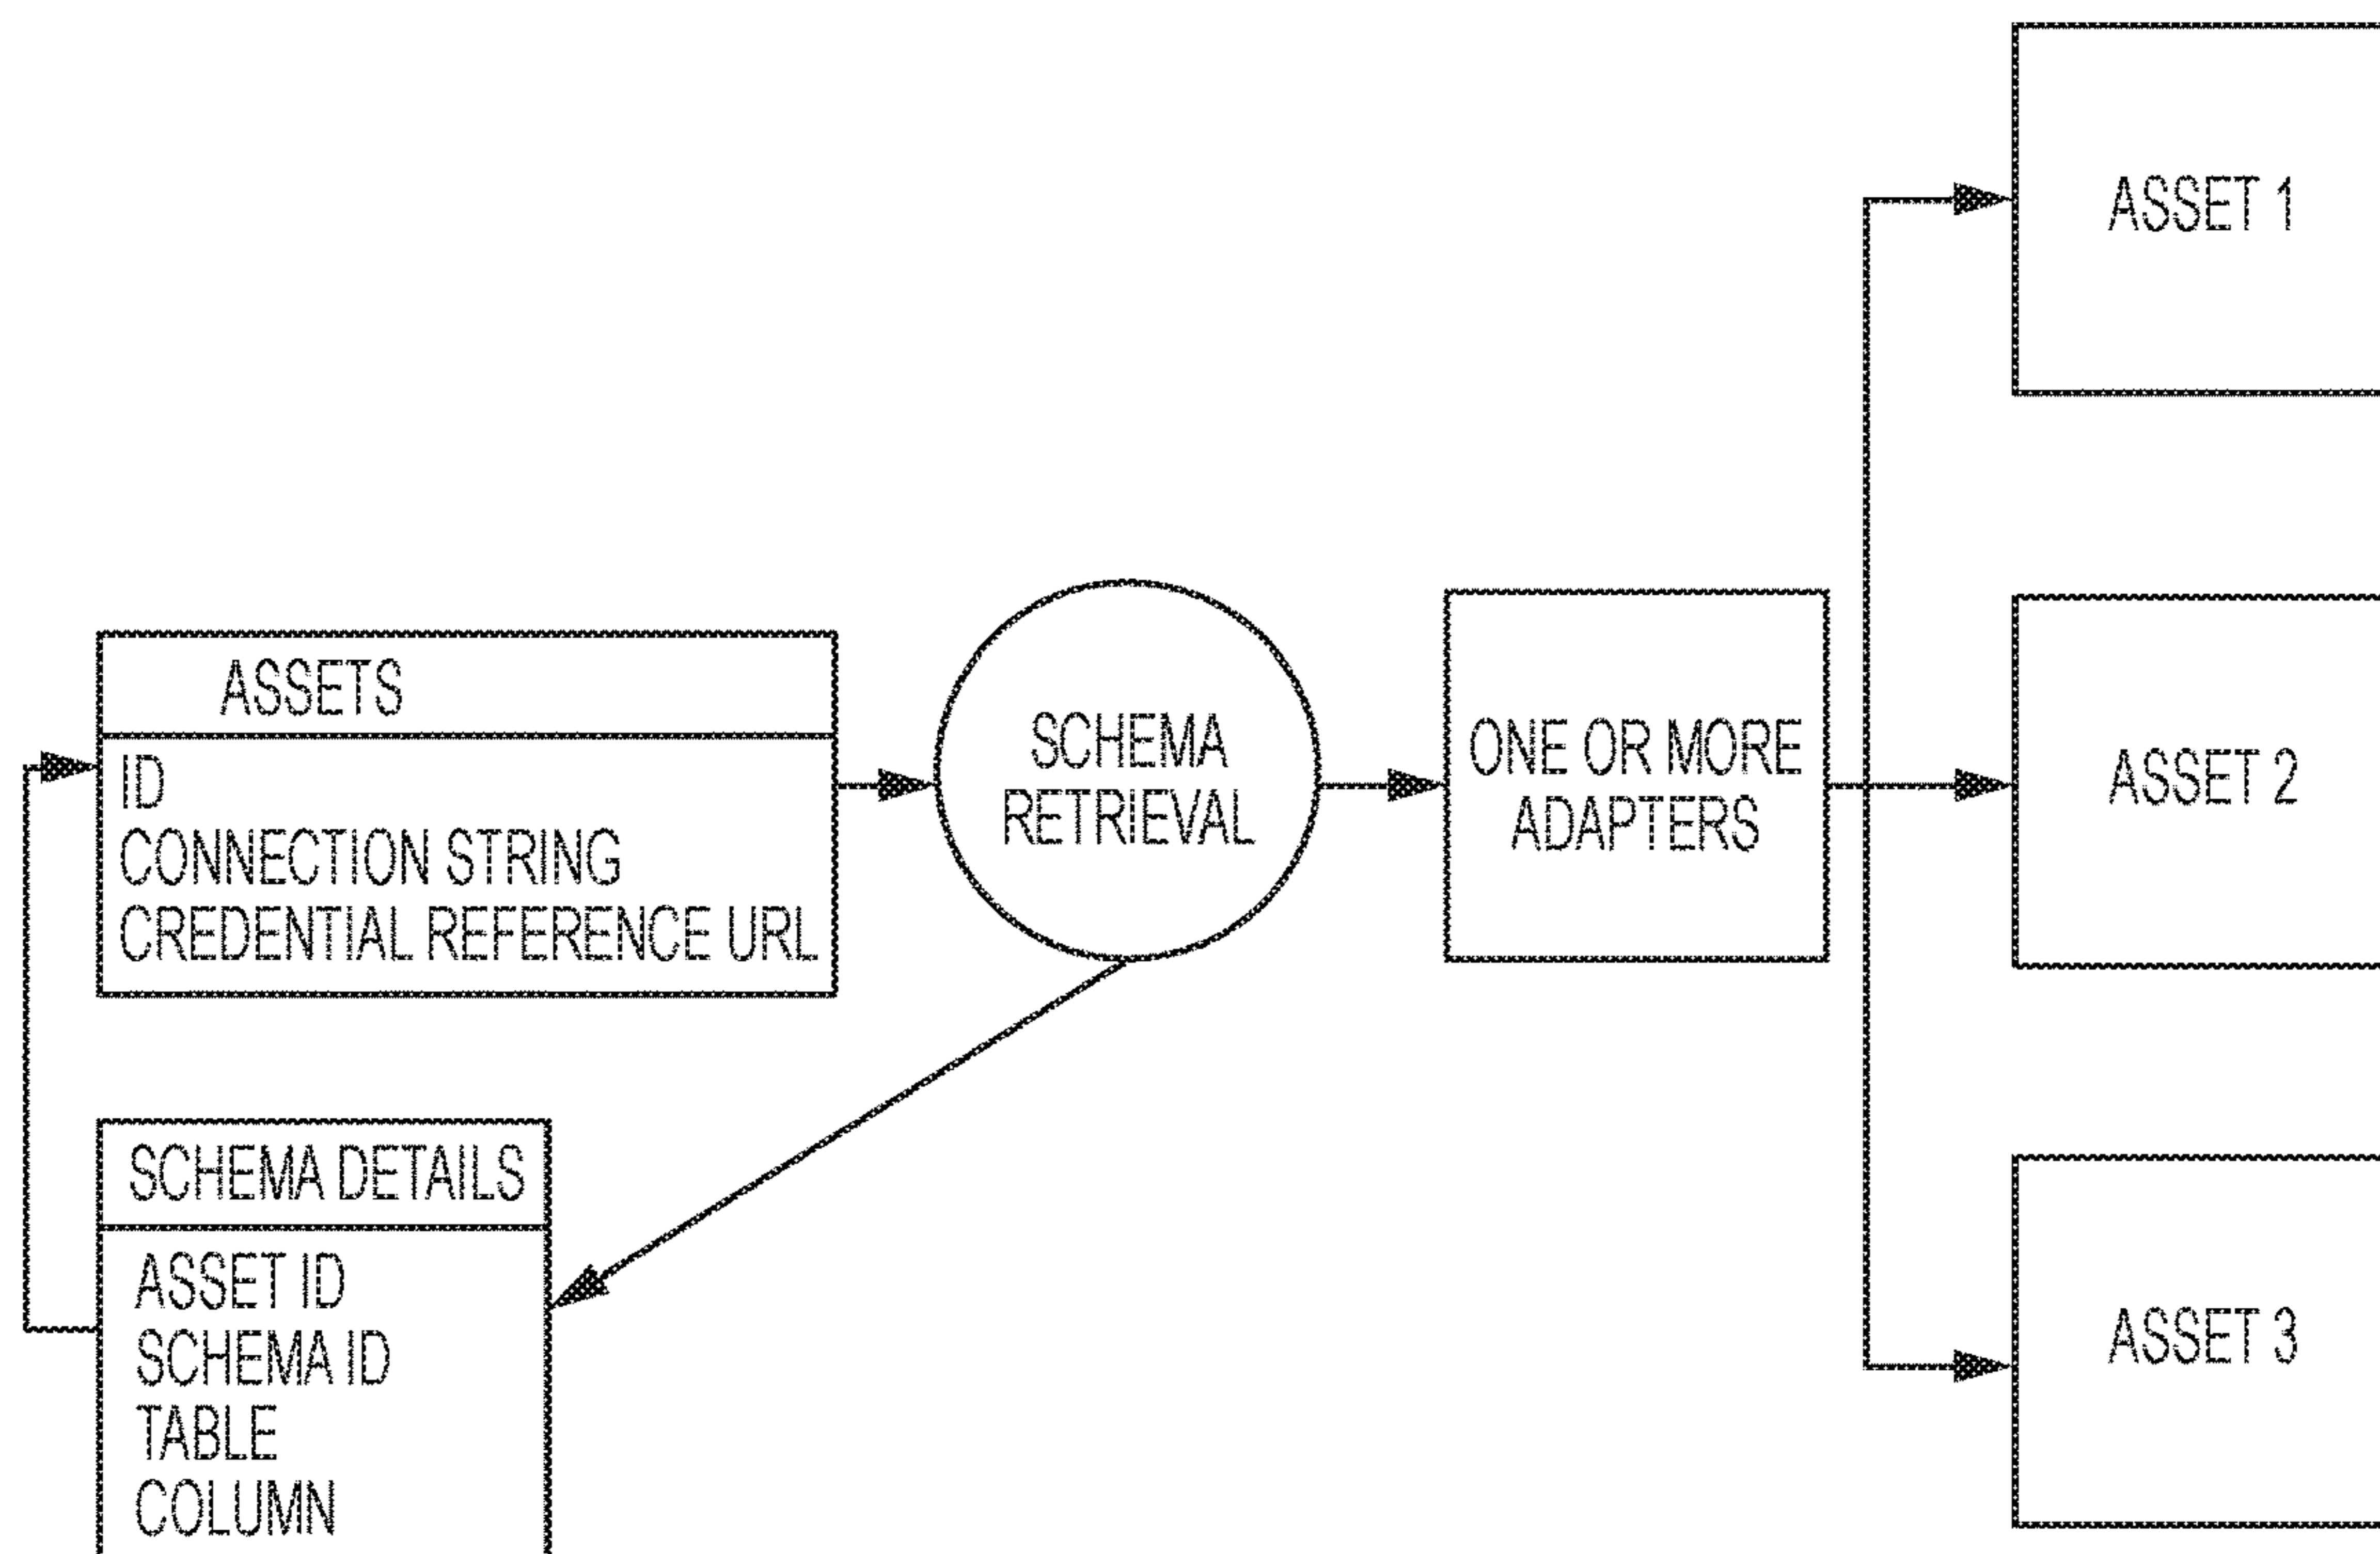 ASSET 1
ASSETS
ID
CONNECTION STRING
CREDENTIAL REFERENCE URL
SCHEMA
RETRIEVAL
ONE OR MORE
ADAPTERS
ASSET 2
SCHEMA DETAILS
ASSET ID
SCHEMA ID
TABLE
COLUMN
ASSET 3